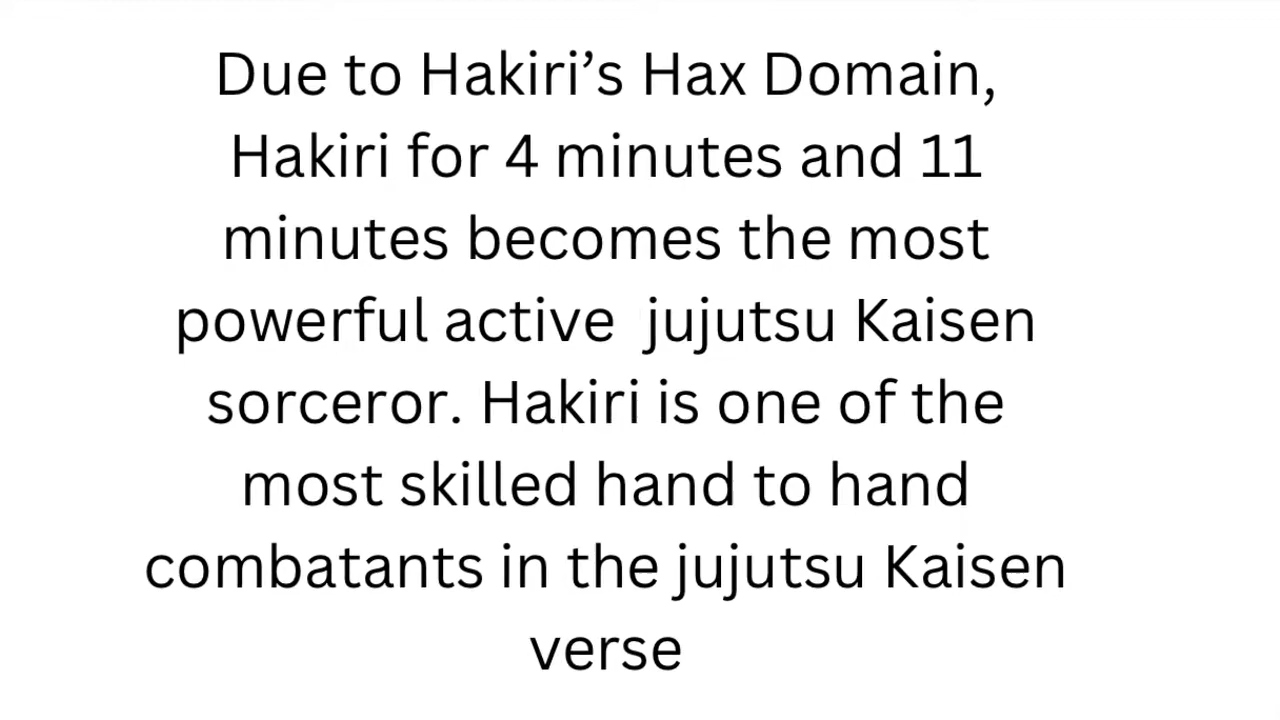 Due to Hakiri’s Hax Domain,
Hakiri for 4 minutes and 11
minutes becomes the most
powerful active  jujutsu Kaisen
sorceror. Hakiri is one of the
most skilled hand to hand
combatants in the jujutsu Kaisen
verse